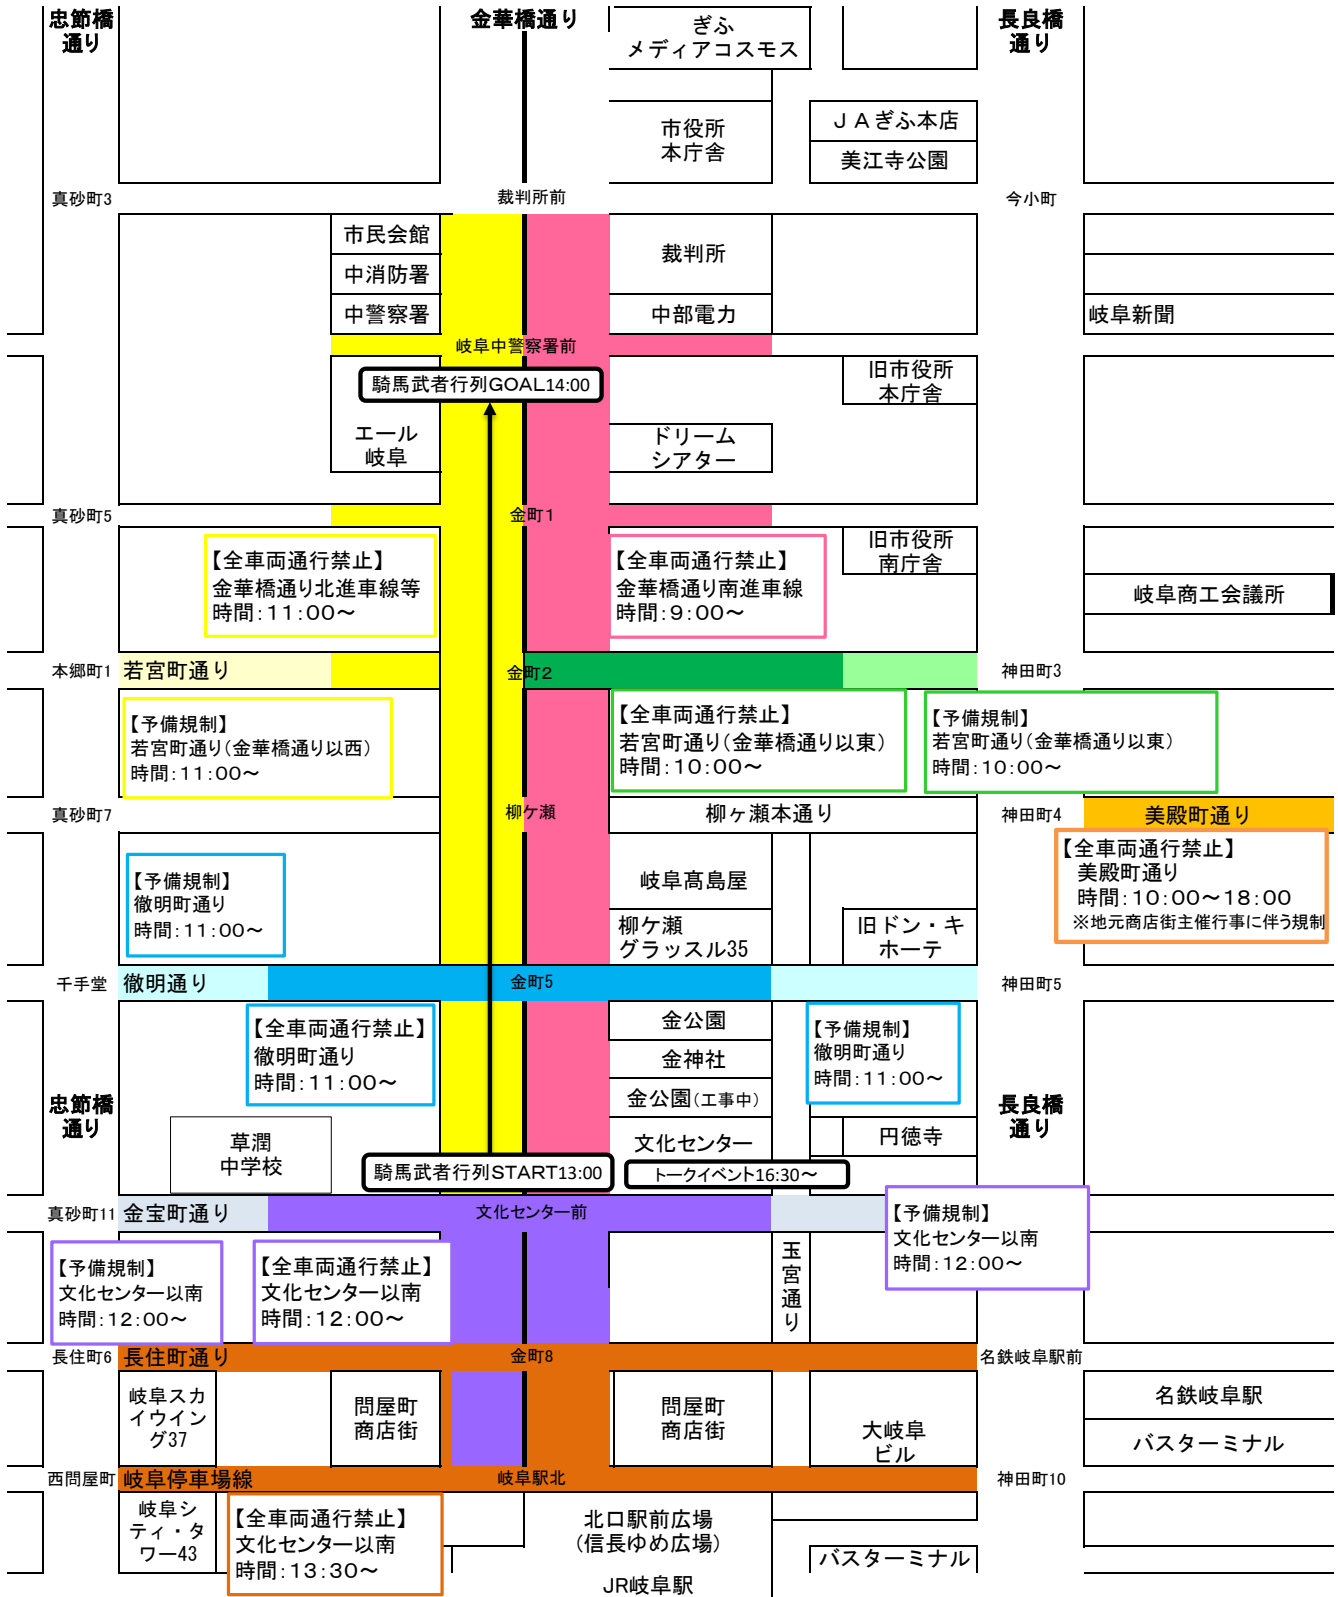 忠節橋
通り
金華橋通り
ぎふ
メディアコスモス
長良橋
通り
市役所
本庁舎
ＪＡぎふ本店
美江寺公園
真砂町3
裁判所前
今小町
市民会館
中消防署
中警察署
裁判所
中部電力
岐阜新聞
岐阜中警察署前
騎馬武者行列GOAL14:00
旧市役所
本庁舎
エール
岐阜
ドリーム
シアター
真砂町5
金町1
【全車両通行禁止】
金華橋通り北進車線等
時間：11：00～
【全車両通行禁止】
金華橋通り南進車線
時間：9：00～
旧市役所
南庁舎
岐阜商工会議所
本郷町1
若宮町通り
金町2
神田町3
【予備規制】
若宮町通り（金華橋通り以西）
時間：11：00～
【全車両通行禁止】
若宮町通り（金華橋通り以東）
時間：10：00～
【予備規制】
若宮町通り（金華橋通り以東）
時間：10：00～
真砂町7
柳ケ瀬
柳ヶ瀬本通り
神田町4
美殿町通り
【予備規制】
徹明町通り
時間：11：00～
岐阜髙島屋
柳ケ瀬
グラッスル35
旧ドン・キ
ホーテ
【全車両通行禁止】
美殿町通り
時間：10：00～18：00
※地元商店街主催行事に伴う規制
千手堂
徹明通り
金町5
神田町5
【全車両通行禁止】
徹明町通り
時間：11：00～
金公園
金神社
金公園（工事中）
文化センター
【予備規制】
徹明町通り
時間：11：00～
忠節橋
通り
長良橋
通り
草潤
中学校
円徳寺
騎馬武者行列START13:00
トークイベント16:30～
真砂町11
金宝町通り
文化センター前
【予備規制】
文化センター以南
時間：12：00～
【予備規制】
文化センター以南
時間：12：00～
【全車両通行禁止】
文化センター以南
時間：12：00～
玉宮通り
長住町6
長住町通り
金町8
名鉄岐阜駅前
岐阜スカ
イウイン
グ37
問屋町
商店街
問屋町
商店街
大岐阜
ビル
名鉄岐阜駅
バスターミナル
西問屋町
岐阜停車場線
岐阜駅北
神田町10
岐阜シ
ティ・タ
ワー43
【全車両通行禁止】
文化センター以南
時間：13：30～
北口駅前広場
（信長ゆめ広場）
JR岐阜駅
バスターミナル